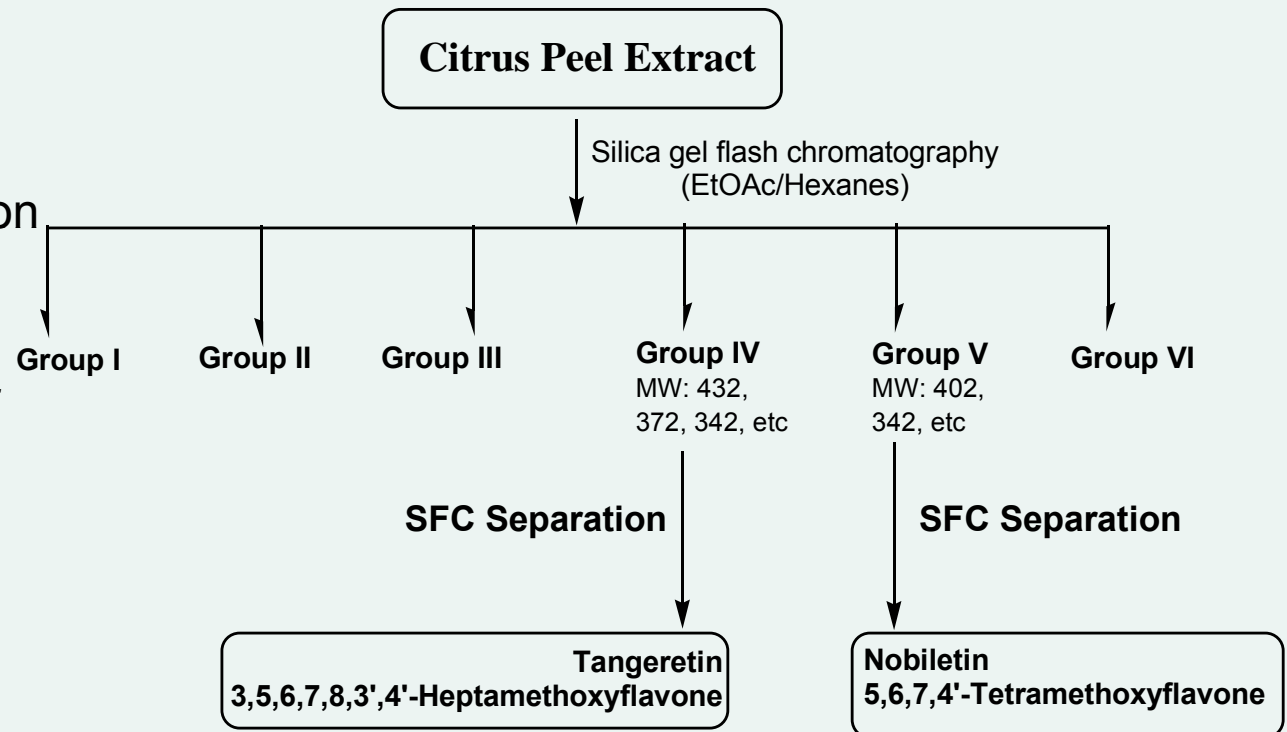 Citrus Peel Extract
Silica gel flash chromatography
(EtOAc/Hexanes)
on
Group I
Group II
Group III
Group IV
MW: 432,
372, 342, etc
Group V
MW: 402,
342, etc
Group VI
SFC Separation
SFC Separation
Tangeretin
3,5,6,7,8,3',4'-Heptamethoxyflavone
Nobiletin
5,6,7,4'-Tetramethoxyflavone